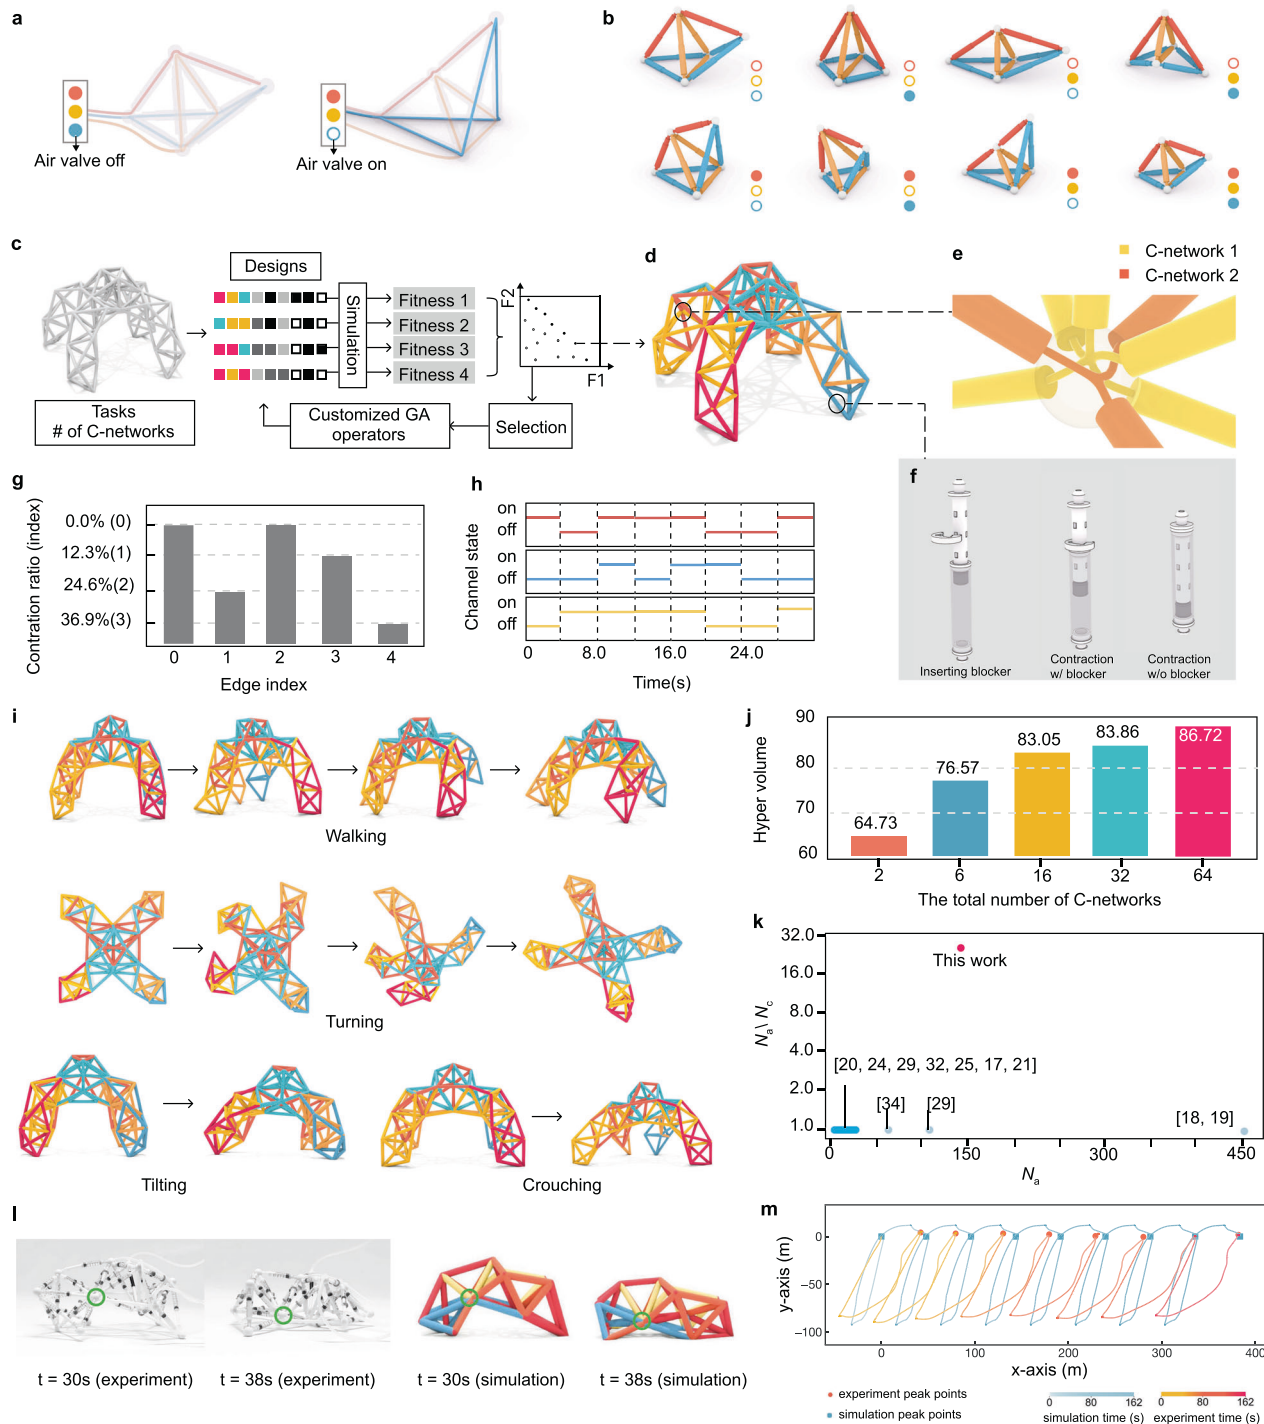 a
Air valve off
Air valve on
b
c
Designs
Tasks
# of C-networks
Simulation
Fitness 1
Fitness 2
Fitness 3
Fitness 4
F2
F1
Customized GA
operators
Selection
d
e
C-network 1
C-network 2
f
Inserting blocker
Contraction
w/ blocker
Contraction
w/o blocker
g
Contration ratio (index)
0.0% (0)
12.3%(1)
24.6%(2)
36.9%(3)
0 1 2 3 4
Edge index
h
Channel state
on
off
on
off
on
off
0 8.0 16.0 24.0
Time(s)
i
Walking
Turning
Tilting
Crouching
j
Hyper volume
90
80
70
60
64.73
76.57
83.05
83.86
86.72
2 6 16 32 64
The total number of C-networks
k
Na\ Nc
32.0
16.0
8.0
4.0
2.0
1.0
This work
[20, 24, 29, 32, 25, 17, 21]
[34]
[29]
[18, 19]
0 150 300 450
Na
l
t = 30s (experiment)
t = 38s (experiment)
t = 30s (simulation)
t = 38s (simulation)
m
y-axis (m)
0
−50
−100
0 100 200 300 400
x-axis (m)
experiment peak points
simulation peak points
0 80 162
simulation time (s)
0 80 162
experiment time (s)